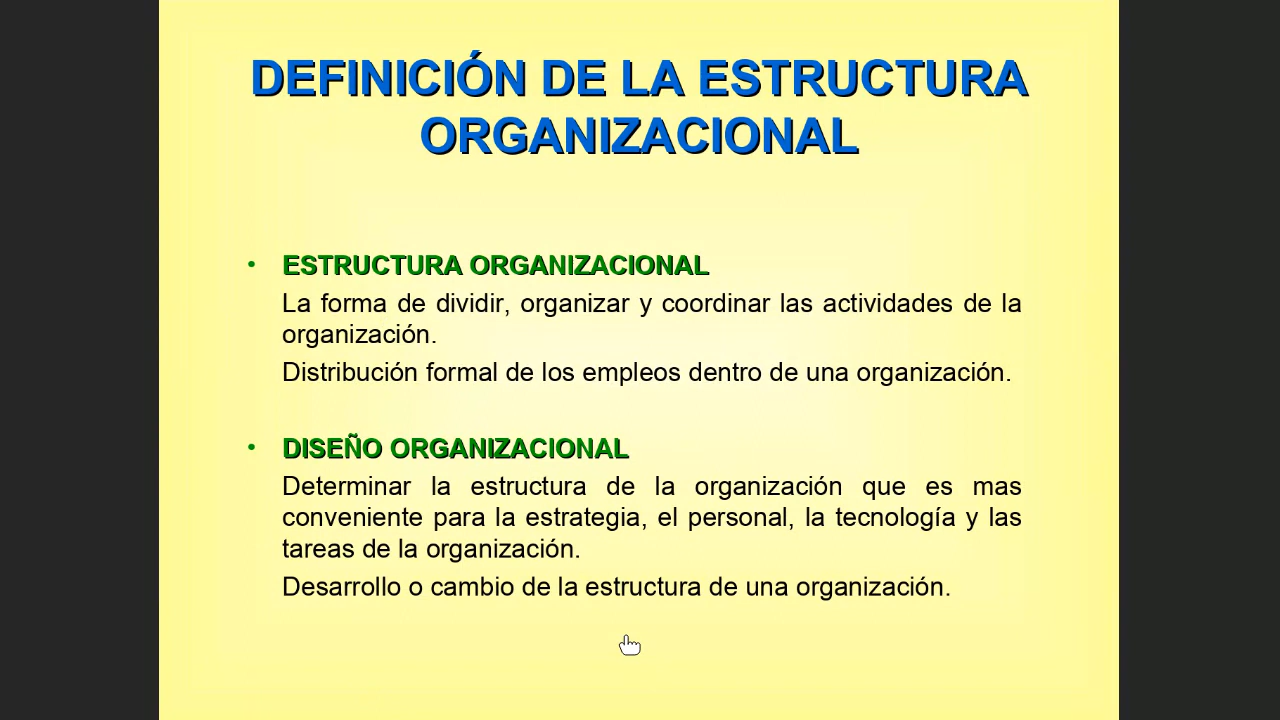 DEFINICIÓN DE LA ESTRUCTURA
ORGANIZACIONAL
• ESTRUCTURA ORGANIZACIONAL
La forma de dividir, organizar y coordinar las actividades de la
organización.
Distribución formal de los empleos dentro de una organización.
• DISEÑO ORGANIZACIONAL
Determinar la estructura de la organización que es mas
conveniente para la estrategia, el personal, la tecnología y las
tareas de la organización.
Desarrollo o cambio de la estructura de una organización.